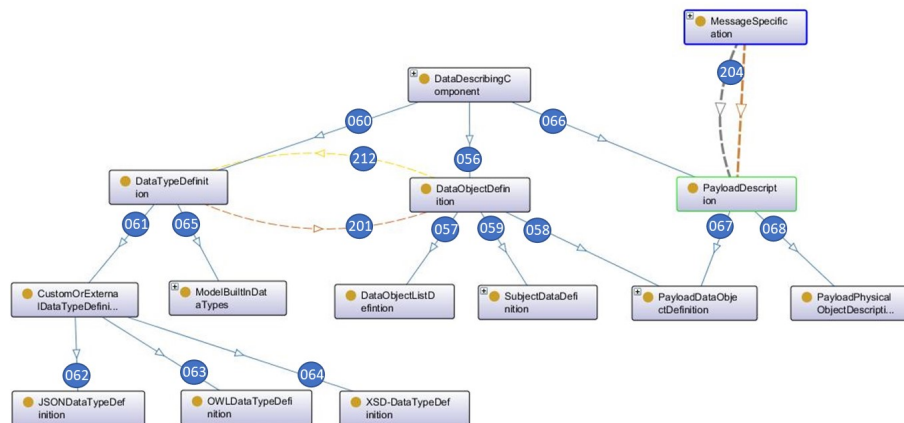 MessageSpecific
ation
204
DataDescribingC
omponent
060
066
212
056
DataTypeDefinit
ion
DataObjectDefin
ition
PayloadDescript
ion
061
065
201
057
059
058
067
068
CustomOrExterna
lDataTypeDefini...
ModelBuiltInDat
aTypes
DataObjectListD
efintion
SubjectDataDefi
nition
PayloadDataObje
ctDefinition
PayloadPhysical
ObjectDescripti...
062
063
064
JSONDataTypeDef
inition
OWLDataTypeDefi
nition
XSD-DataTypeDef
inition